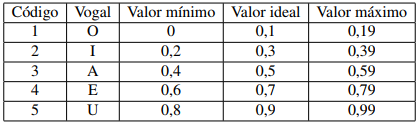 Código Vogal Valor mínimo Valor ideal Valor máximo
1 O 0 0,1 0,19
2 I 0,2 0,3 0,39
3 A 0,4 0,5 0,59
4 E 0,6 0,7 0,79
5 U 0,8 0,9 0,99